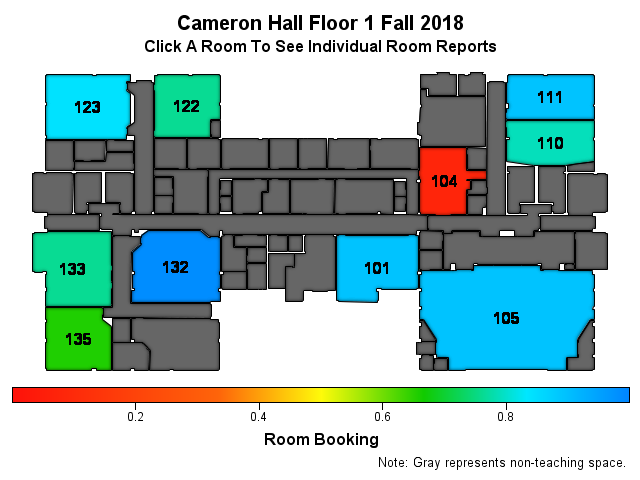 Cameron Hall Floor 1 Fall 2018
Click A Room To See Individual Room Reports
123
122
111
110
104
133
132
101
105
135
0.2 0.4 0.6 0.8
Room Booking
Note: Gray represents non-teaching space.